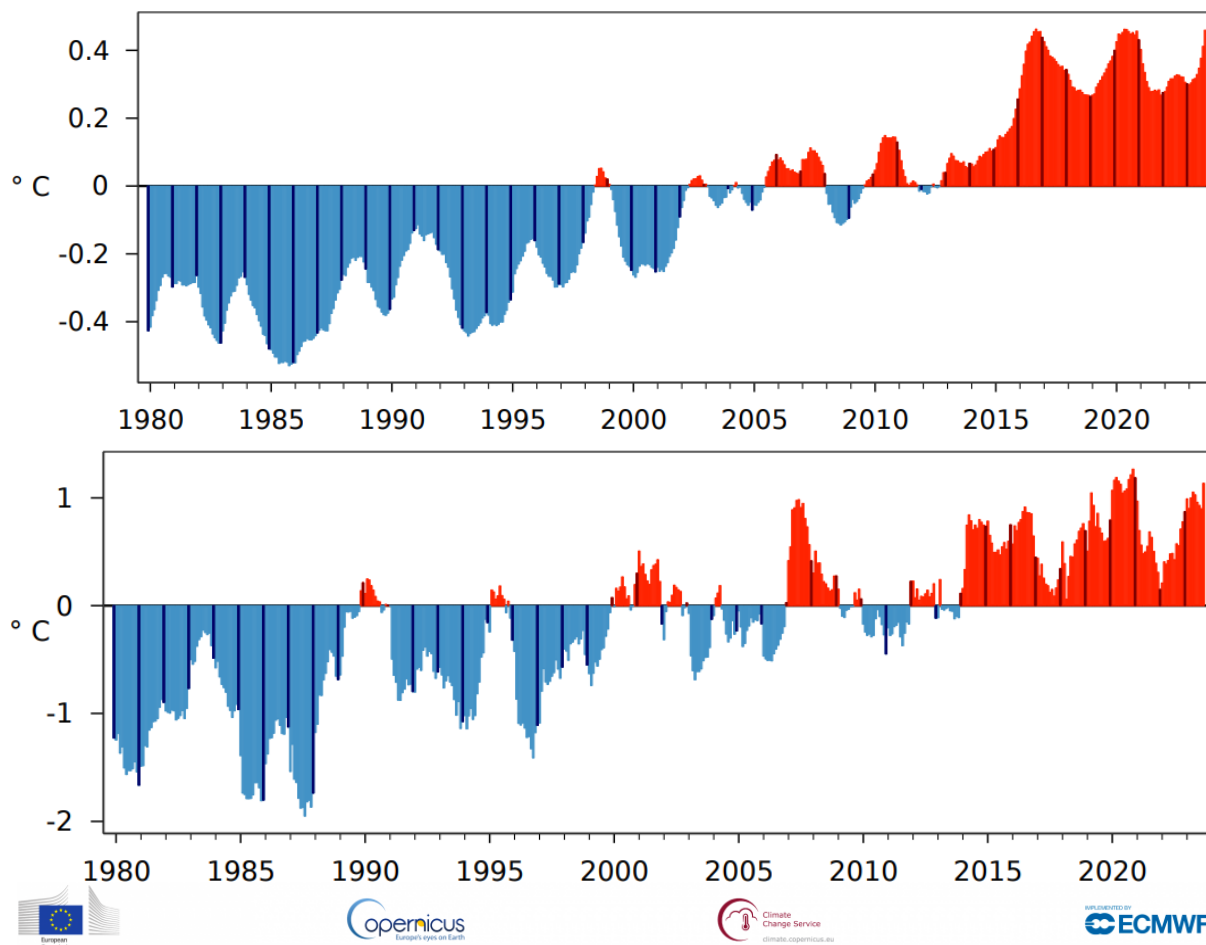 0.4
0.2
0
° C
-0.2
-0.4
1980 1985 1990 1995 2000 2005 2010 2015 2020
1
0
° C
-1
-2
1980 1985 1990 1995 2000 2005 2010 2015 2020
European
opernicus
Europe's eyes on Earth
Climate
Change Service
climate.copernicus.eu
IMPLEMENTED BY
ECMWF